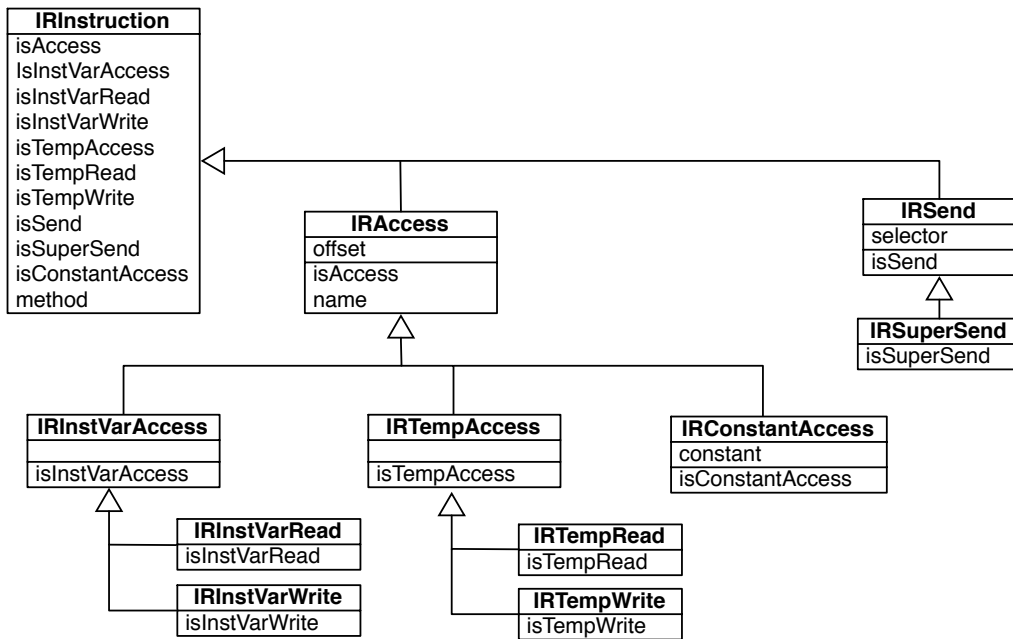 IRInstruction
isAccess
IsInstVarAccess
isInstVarRead
isInstVarWrite
isTempAccess
isTempRead
isTempWrite
isSend
isSuperSend
isConstantAccess
method
IRAccess
offset
isAccess
name
IRSend
selector
isSend
IRSuperSend
isSuperSend
IRInstVarAccess
isInstVarAccess
IRTempAccess
isTempAccess
IRConstantAccess
constant
isConstantAccess
IRInstVarRead
isInstVarRead
IRInstVarWrite
isInstVarWrite
IRTempRead
isTempRead
IRTempWrite
isTempWrite